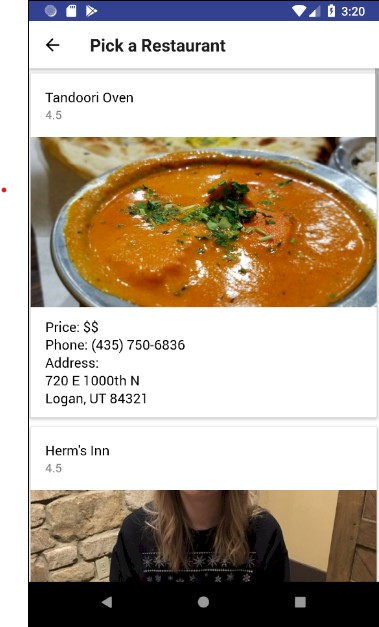 3:20
Pick a Restaurant
Tandoori Oven
4.5
Price: $$
Phone: (435) 750-6836
Address:
720 E 1000th N
Logan, UT 84321
Herm's Inn
4.5